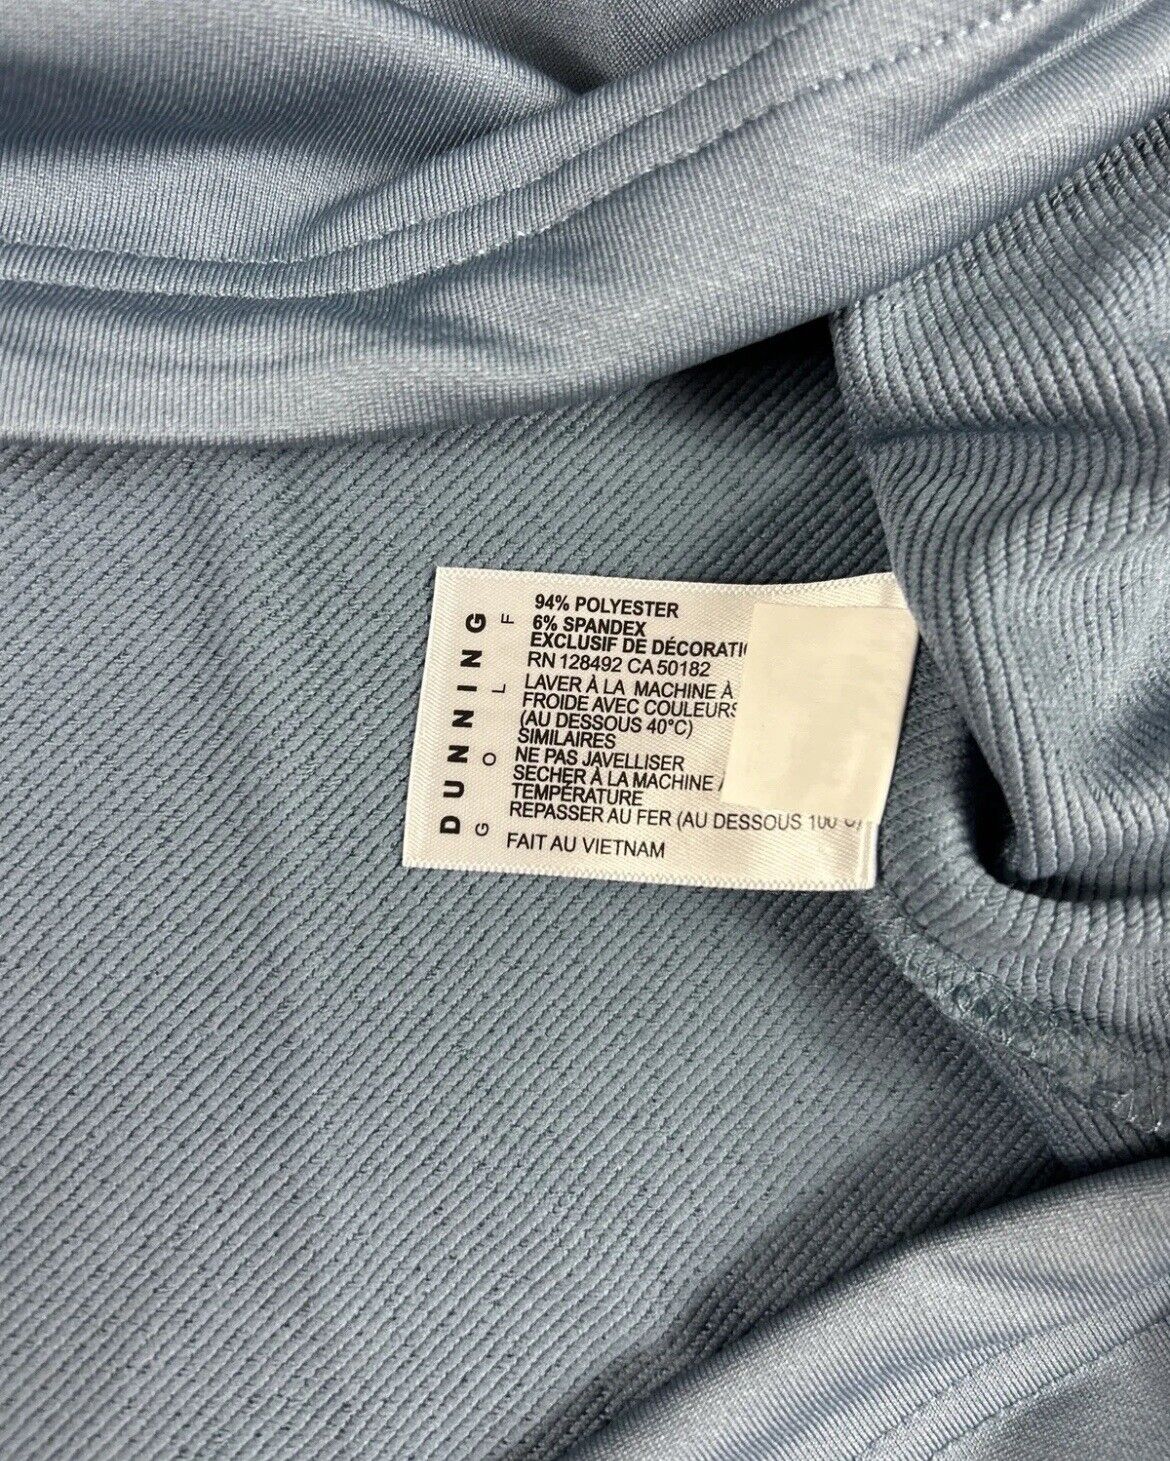 DUNNING
GOLF
94% POLYESTER
6% SPANDEX
EXCLUSIF DE
RN 128492 CA 50182
LAVER À LA MACHINE À
FROIDE AVEC COULEURS
(AU DESSOUS 40°C)
SIMILAIRES
NE PAS JAVELLISER
SECHER À LA MACHINE
TEMPÉRATURE
REPASSER AU FER (AU DESSOUS 100°C)
FAIT AU VIETNAM